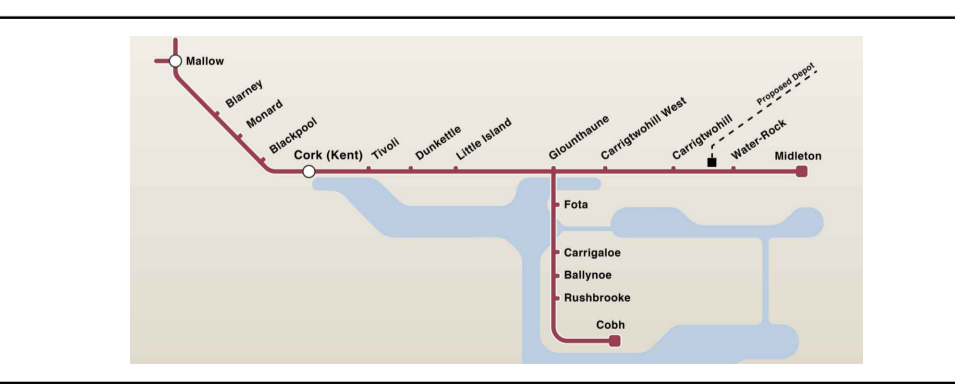 Mallow
Blarney
Monard
Blackpool
Cork (Kent)
Tivoli
Dunkettle
Little Island
Glounthaune
Carrigtwohill West
Carrigtwohill
Proposed Depot
Water-Rock
Midleton
Fota
Carrigaloe
Ballynoe
Rushbrooke
Cobh